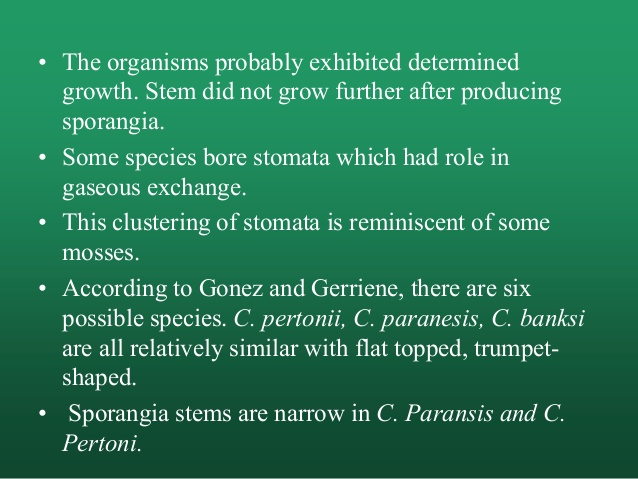 • The organisms probably exhibited determined
growth. Stem did not grow further after producing
sporangia.
• Some species bore stomata which had role in
gaseous exchange.
• This clustering of stomata is reminiscent of some
mosses.
• According to Gonez and Gerriene, there are six
possible species. C. pertonii, C. paranesis, C. banksi
are all relatively similar with flat topped, trumpet-
shaped.
• Sporangia stems are narrow in C. Paransis and C.
Pertoni.